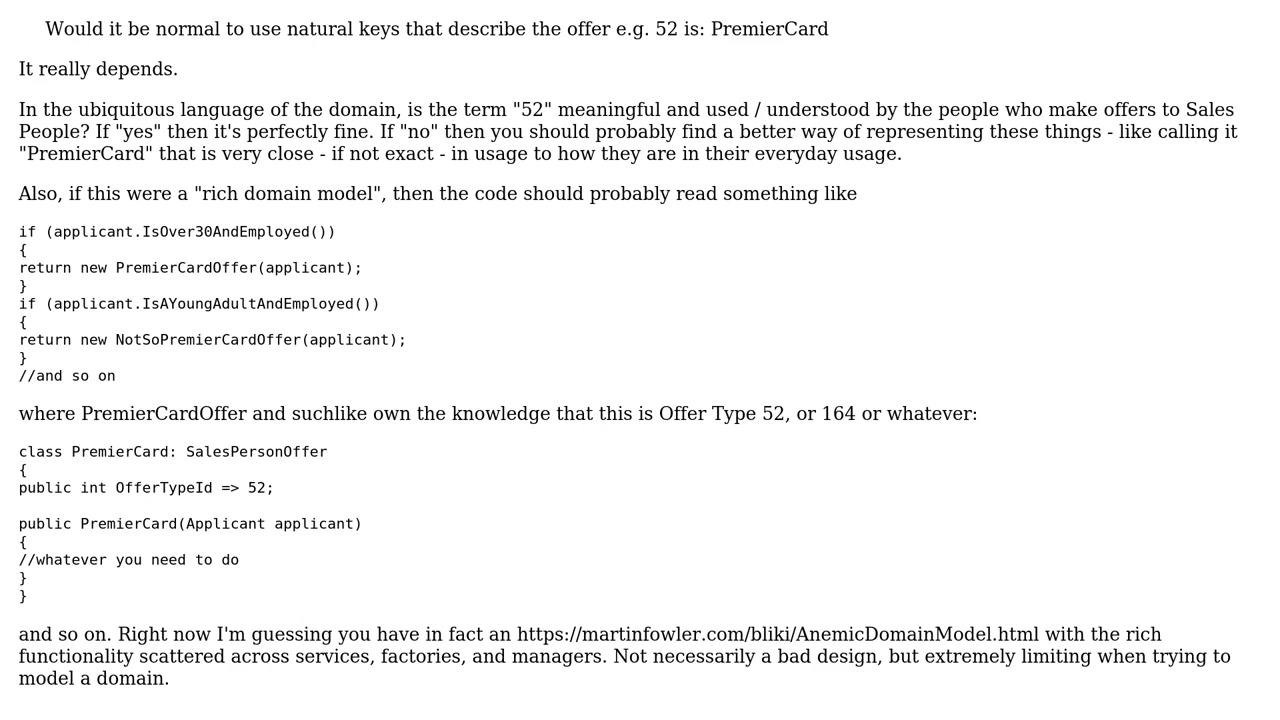 Would it be normal to use natural keys that describe the offer e.g. 52 is: PremierCard
It really depends.
In the ubiquitous language of the domain, is the term "52" meaningful and used / understood by the people who make offers to Sales
People? If "yes" then it's perfectly fine. If "no" then you should probably find a better way of representing these things - like calling it
"PremierCard" that is very close - if not exact - in usage to how they are in their everyday usage.
Also, if this were a "rich domain model", then the code should probably read something like
if (applicant.IsOver30AndEmployed())
{
return new PremierCardOffer(applicant);
}
if (applicant.IsAYoungAdultAndEmployed())
{
return new NotSoPremierCardOffer(applicant);
}
//and so on
where PremierCardOffer and suchlike own the knowledge that this is Offer Type 52, or 164 or whatever:
class PremierCard: SalesPersonOffer
{
public int OfferTypeId => 52;
public PremierCard(Applicant applicant)
{
//whatever you need to do
}
}
and so on. Right now I'm guessing you have in fact an https://martinfowler.com/bliki/AnemicDomainModel.html with the rich
functionality scattered across services, factories, and managers. Not necessarily a bad design, but extremely limiting when trying to
model a domain.